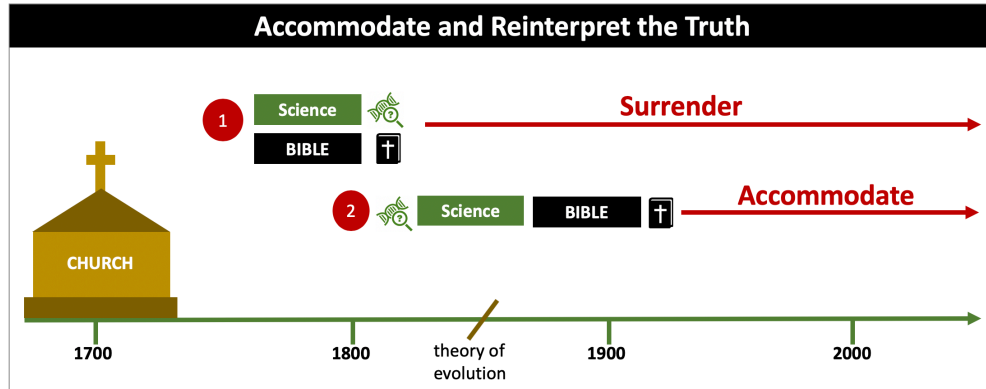 Accommodate and Reinterpret the Truth
1
Science
?
BIBLE
Surrender
2
?
Science
BIBLE
Accommodate
CHURCH
1700
1800
theory of
evolution
1900
2000